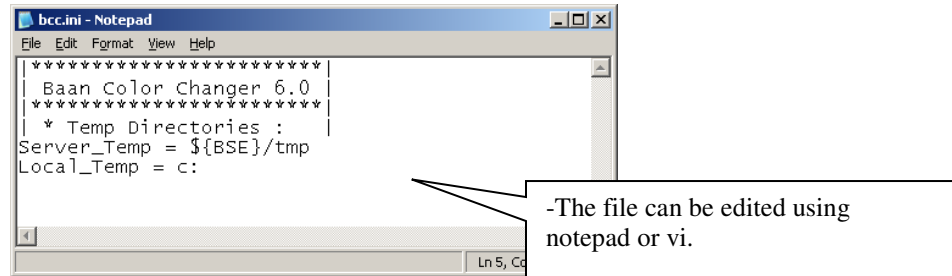 bcc.ini - Notepad
File Edit Format View Help
|************************|
| Baan Color Changer 6.0 |
|************************|
| * Temp Directories : |
Server_Temp = ${BSE}/tmp
Local_Temp = c:
-The file can be edited using
notepad or vi.
Ln 5, Co